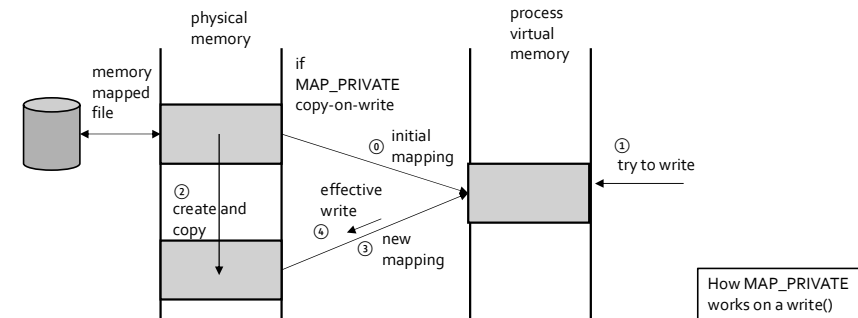 physical
memory
process
virtual
memory
memory
mapped
file
if
MAP_PRIVATE
copy-on-write
⓪ initial
mapping
①
try to write
②
create and
copy
effective
write
④
③ new
mapping
How MAP_PRIVATE
works on a write()